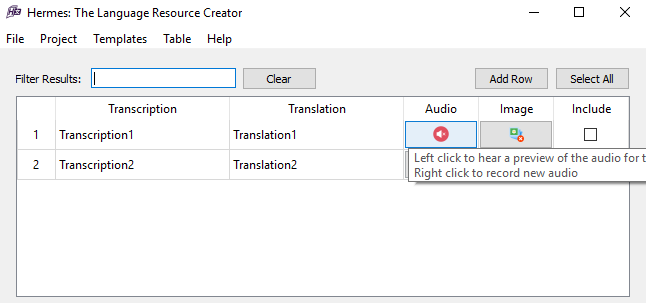 Hermes: The Language Resource Creator
File Project Templates Table Help
Filter Results: Clear Add Row Select All
Transcription Translation Audio Image Include
1 Transcription1 Translation1
2 Transcription2 Translation2
Left click to hear a preview of the audio for t
Right click to record new audio